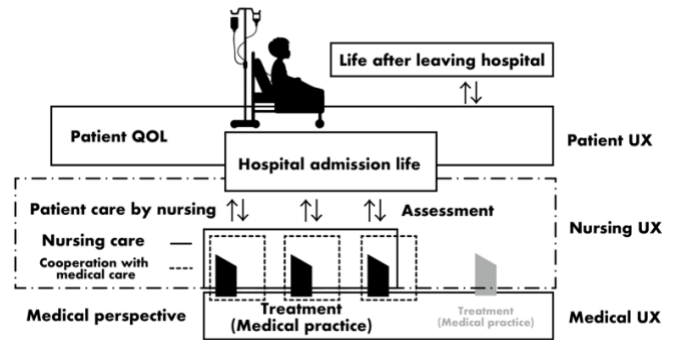 Life after leaving hospital
Patient QOL
Patient UX
Hospital admission life
Patient care by nursing
Assessment
Nursing UX
Nursing care
Cooperation with
medical care
Medical perspective
Treatment
(Medical practice)
Treatment
(Medical practice)
Medical UX